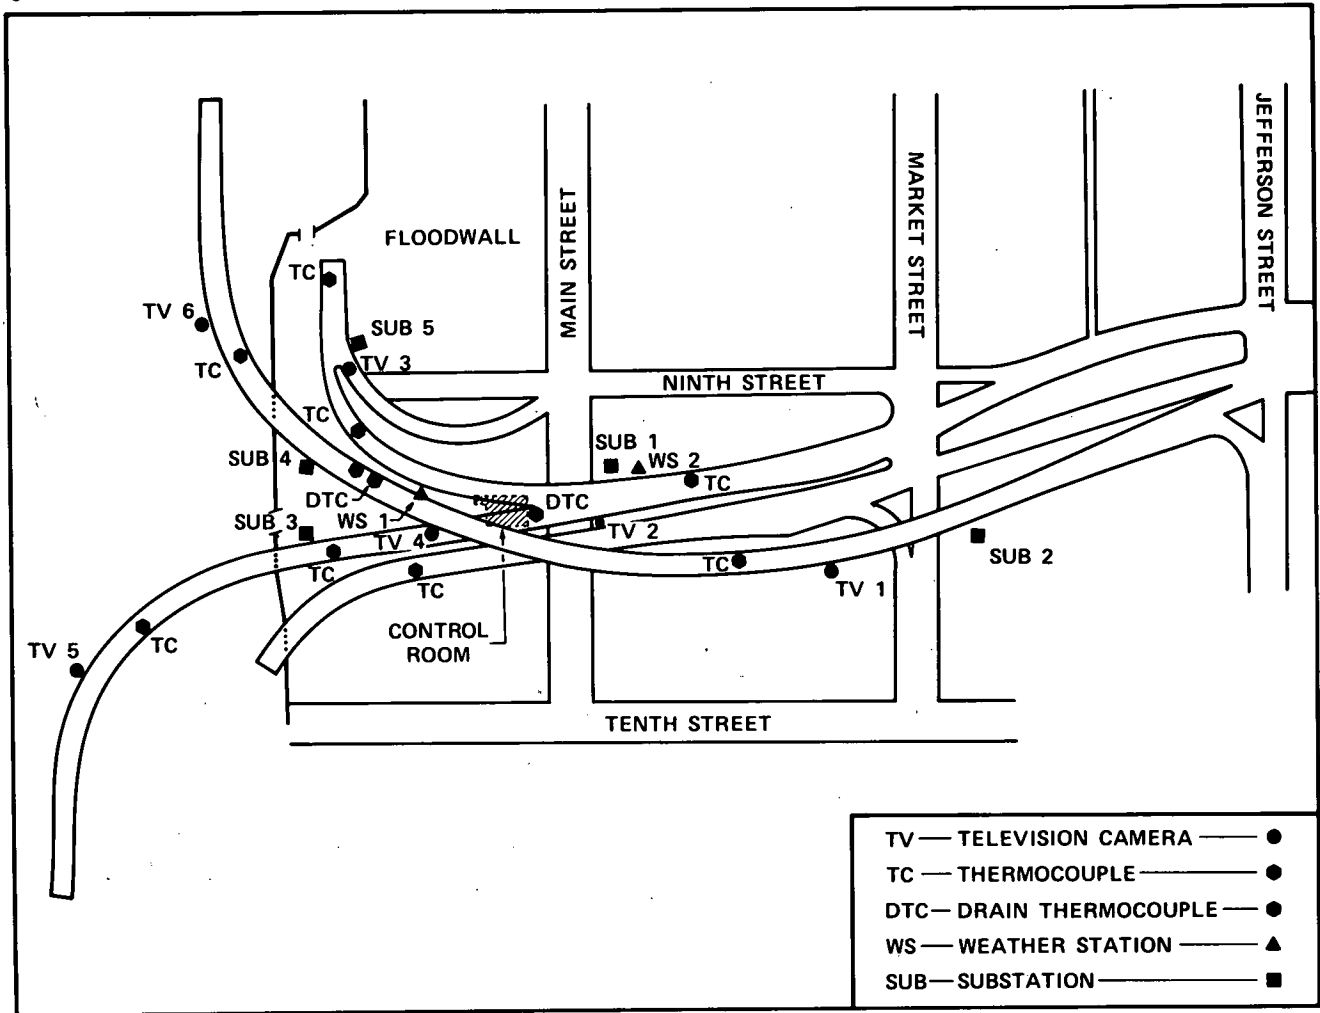 JEFFERSON STREET
MARKET STREET
MAIN STREET
FLOODWALL
TC
TV 6
SUB 5
TC
TV 3
NINTH STREET
TC
SUB 1
WS 2
SUB 4
TC
DTC
DTC
WS 1
SUB 3
TV 2
TV 4
SUB 2
TC
TC
TV 1
TC
CONTROL
ROOM
TC
TV 5
TENTH STREET
TV — TELEVISION CAMERA —
TC — THERMOCOUPLE —
DTC — DRAIN THERMOCOUPLE —
WS — WEATHER STATION —
SUB — SUBSTATION —